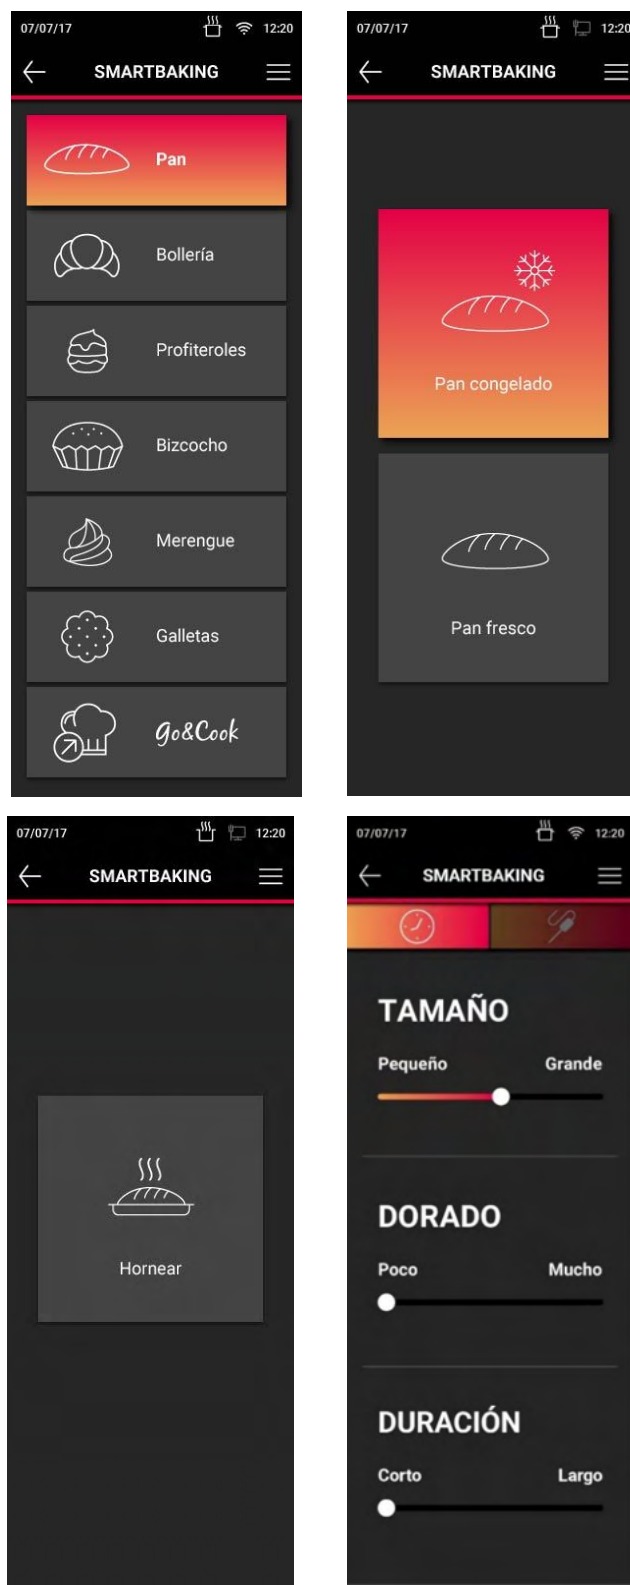 07/07/17 12:20
SMARTBAKING
Pan
Bollería
Profiteroles
Bizcocho
Merengue
Galletas
go&Cook
07/07/17 12:20
SMARTBAKING
Pan congelado
Pan fresco
07/07/17 12:20
SMARTBAKING
Hornear
07/07/17 12:20
SMARTBAKING
TAMAÑO
Pequeño Grande
DORADO
Poco Mucho
DURACIÓN
Corto Largo